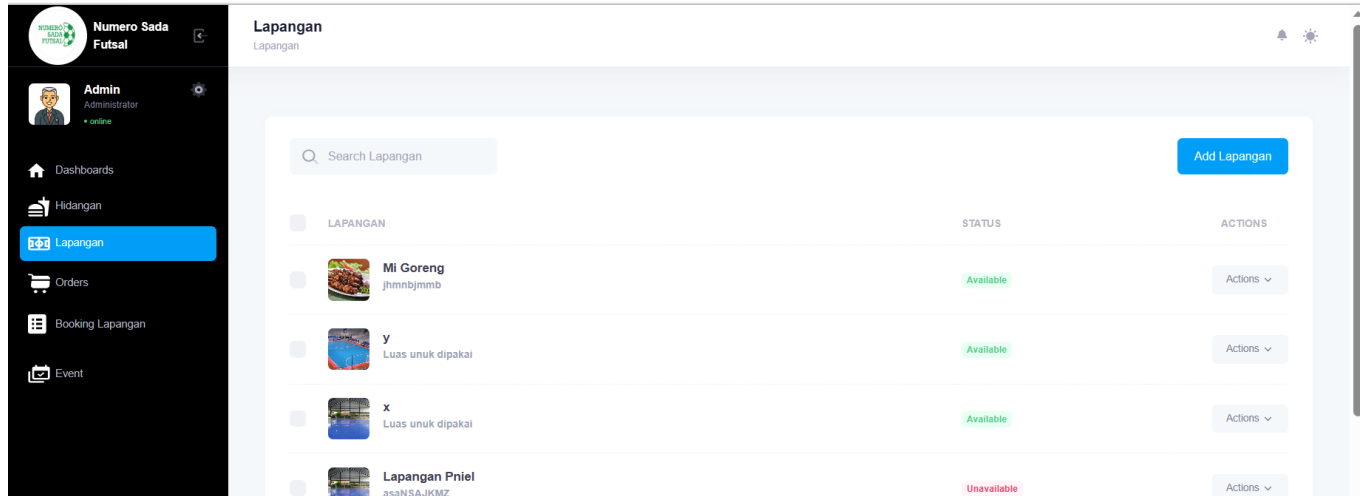 NUMERO
SADA
FUTSAL
Numero Sada
Futsal
Admin
Administrator
• online
Dashboards
Hidangan
Lapangan
Orders
Booking Lapangan
Event
Lapangan
Lapangan
Search Lapangan
Add Lapangan
LAPANGAN STATUS ACTIONS
Mi Goreng
jhmnbjmmb
Available
Actions
y
Luas unuk dipakai
Available
Actions
x
Luas unuk dipakai
Available
Actions
Lapangan Pniel
asaNSAJKMZ
Unavailable
Actions